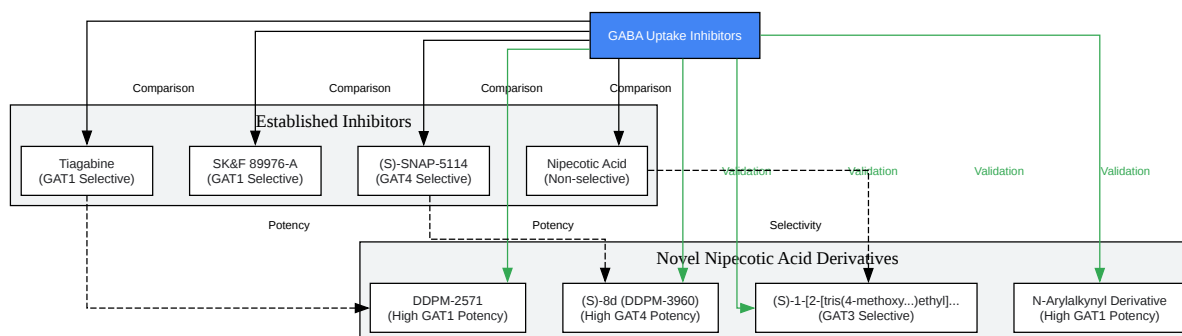 GABA Uptake Inhibitors
Comparison
Comparison
Comparison
Comparison
Established Inhibitors
Tiagabine
(GAT1 Selective)
SK&F 89976-A
(GAT1 Selective)
(S)-SNAP-5114
(GAT4 Selective)
Nipecotic Acid
(Non-selective)
Validation
Validation
Validation
Validation
Potency
Potency
Selectivity
Novel Nipecotic Acid Derivatives
DDPM-2571
(High GAT1 Potency)
(S)-8d (DDPM-3960)
(High GAT4 Potency)
(S)-1-[2-[tris(4-methoxy...)ethyl]...
(GAT3 Selective)
N-Arylalkynyl Derivative
(High GAT1 Potency)